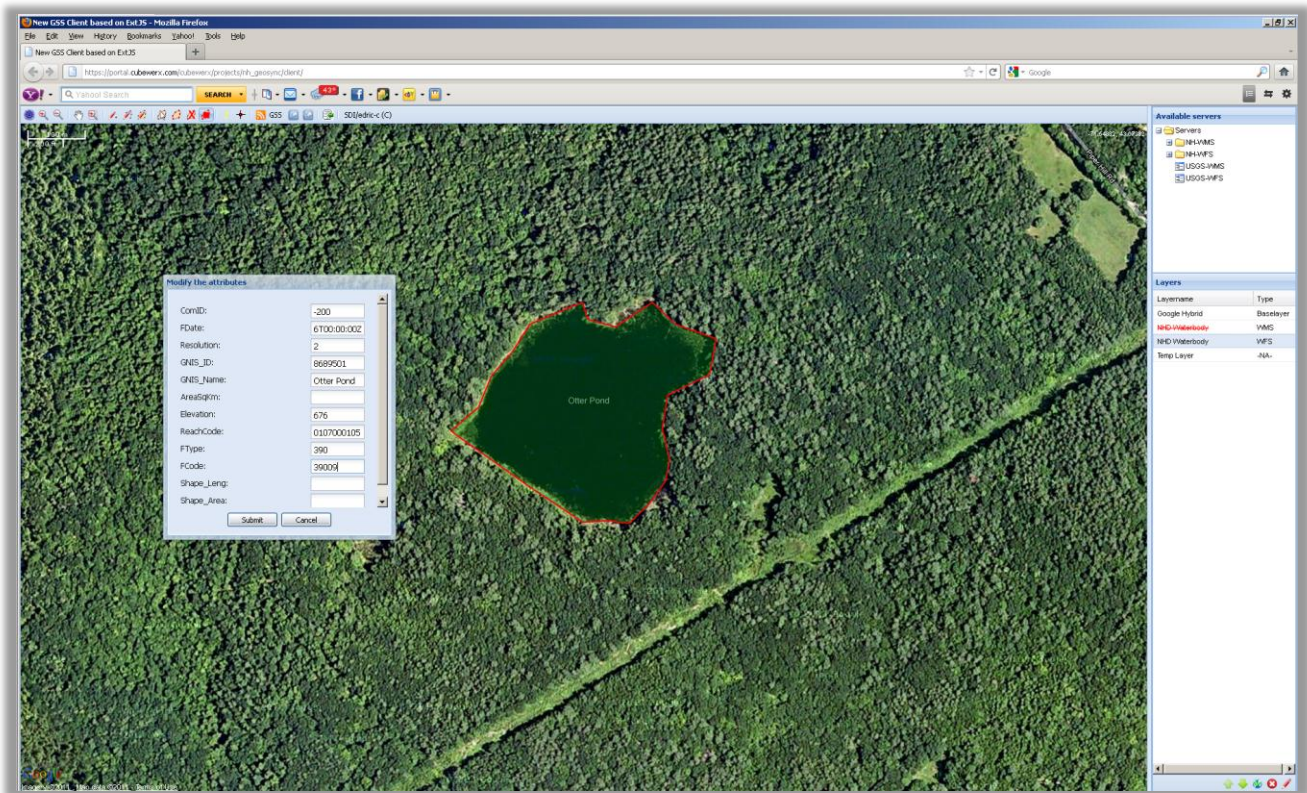 New GSS Client based on ExtJS - Mozilla Firefox
File Edit View History Bookmarks Yahoo! Tools Help
New GSS Client based on ExtJS
https://portal.cubewerx.com/cubewerx/projects/nh_geosync/client/
Google
Yahoo! Search
SEARCH
43°
GSS
SDI/edric-c (C)
Available servers
Servers
NH-WMS
NH-WFS
USGS-WMS
USGS-WFS
Modify the attributes
ComID: -200
FDate: 6T00:00:00Z
Resolution: 2
GNIS_ID: 8689501
GNIS_Name: Otter Pond
AreaSqKm:
Elevation: 676
ReachCode: 0107000105
FType: 390
FCode: 39009
Shape_Leng:
Shape_Area:
Submit Cancel
Otter Pond
Layers
Layername Type
Google Hybrid Baselayer
NHD Waterbody WMS
NHD Waterbody WFS
Temp Layer -NA-